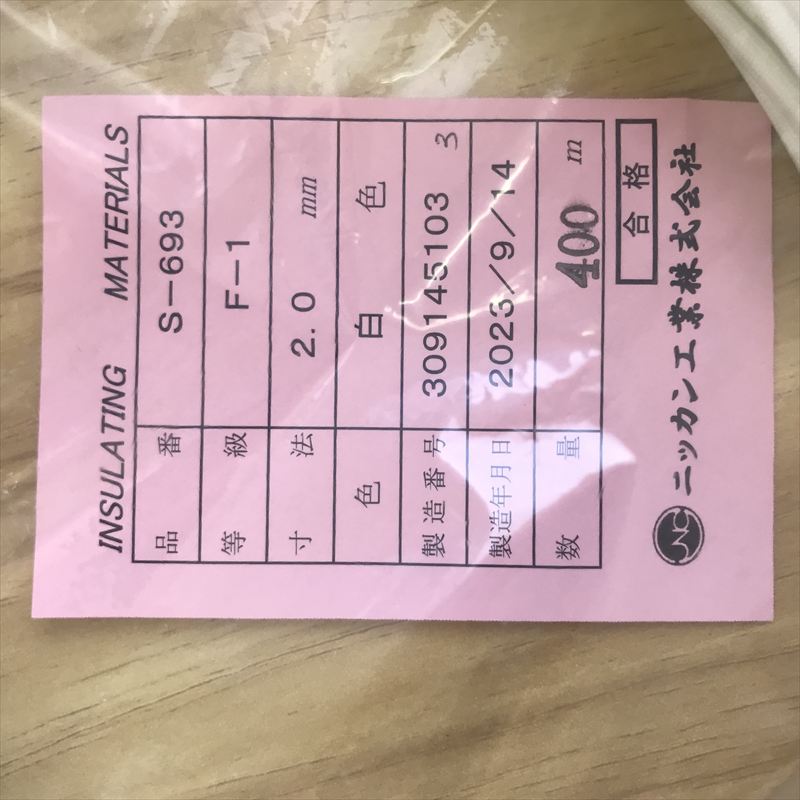 INSULATING MATERIALS
品番 S-693
等級 F-1
寸法 2.0 mm
色 白色
製造番号 309145103 3
製造年月日 2023/9/14
数量 400 m
合格
JNC ニッカン工業株式会社